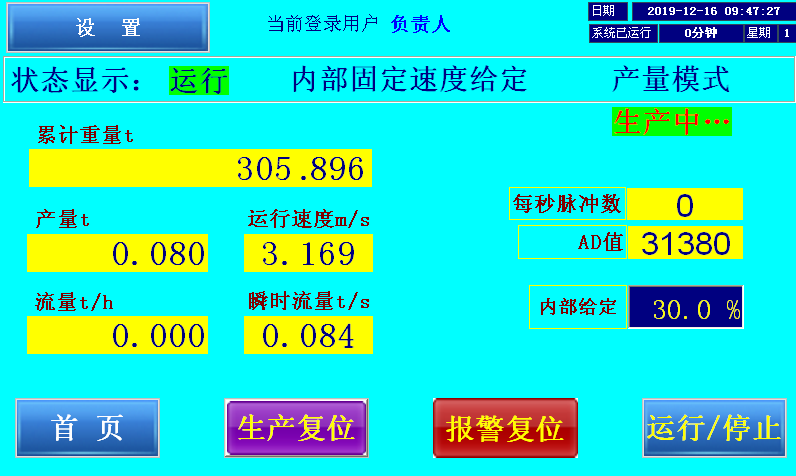 设 置
当前登录用户 负责人
日期 2019-12-16 09:47:27
系统已运行 0分钟 星期 1
状态显示: 运行 内部固定速度给定 产量模式
生产中…
累计重量t
305.896
每秒脉冲数 0
产量t 运行速度m/s
0.080 3.169
AD值 31380
流量t/h 瞬时流量t/s
0.000 0.084
内部给定 30.0 %
首 页 生产复位 报警复位 运行/停止